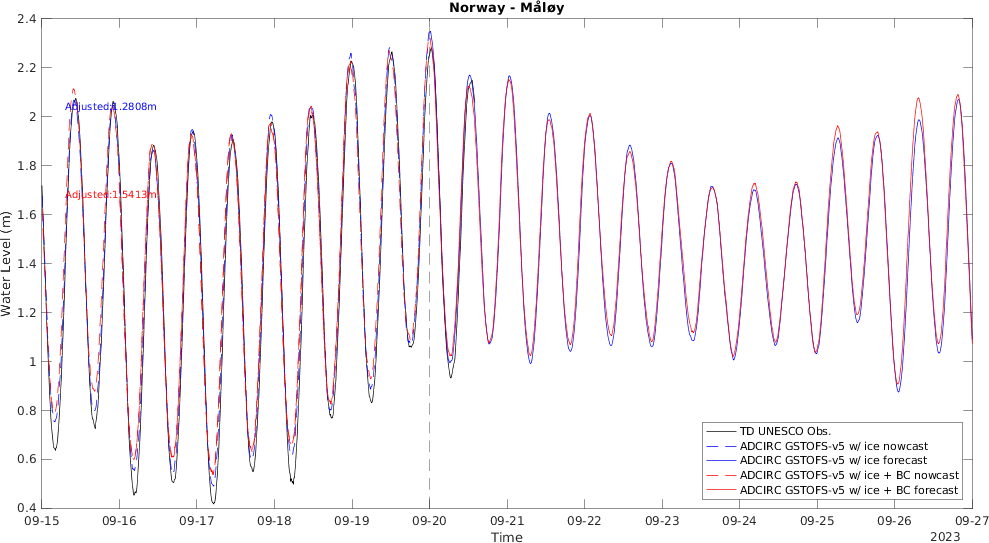 Norway - Måløy
2.4
2.2
2
1.8
1.6
1.4
1.2
1
0.8
0.6
0.4
Water Level (m)
Adjusted:1.2808m
Adjusted:1.5413m
TD UNESCO Obs.
ADCIRC GSTOFS-v5 w/ ice nowcast
ADCIRC GSTOFS-v5 w/ ice forecast
ADCIRC GSTOFS-v5 w/ ice + BC nowcast
ADCIRC GSTOFS-v5 w/ ice + BC forecast
09-15 09-16 09-17 09-18 09-19 09-20 09-21 09-22 09-23 09-24 09-25 09-26 09-27
Time
2023